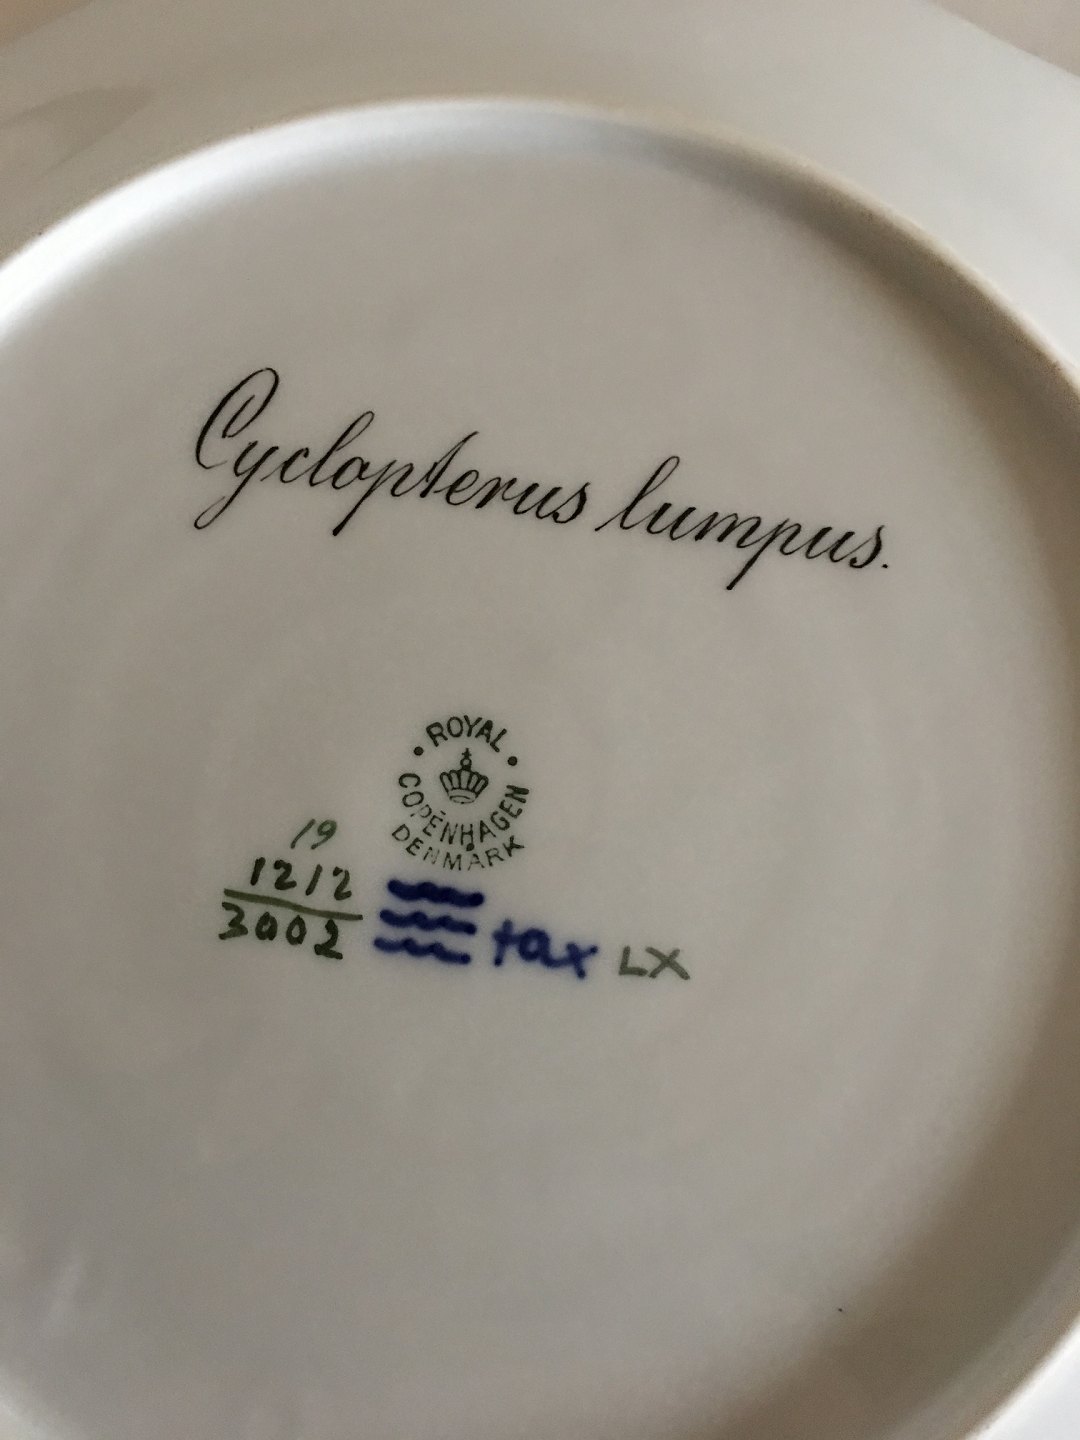 Cyclopterus lumpus.
ROYAL
COPENHAGEN
DENMARK
19
1212
3002
tax LX